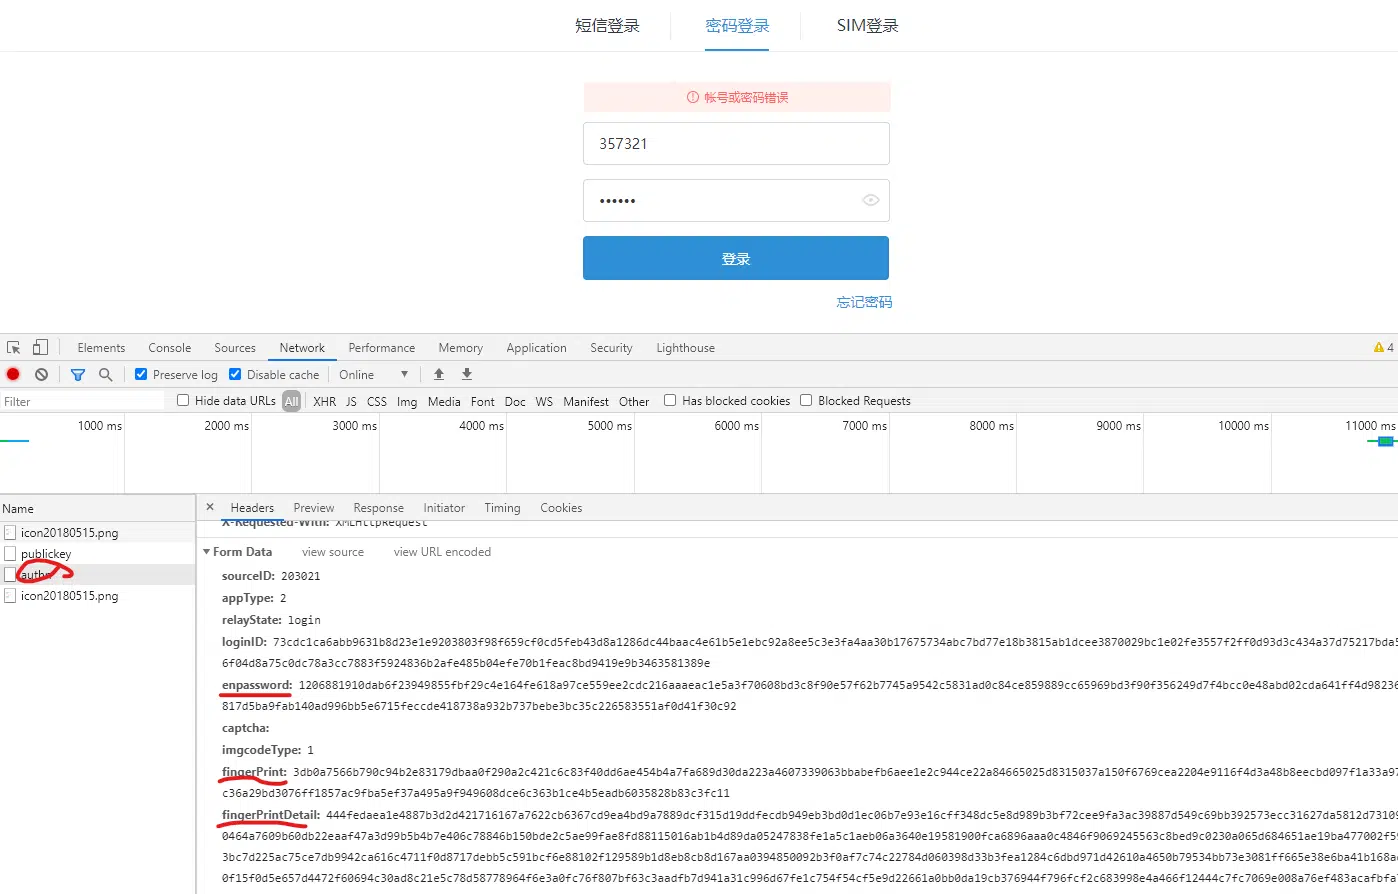 短信登录 密码登录 SIM登录
帐号或密码错误
357321
••••••
登录
忘记密码
Elements Console Sources Network Performance Memory Application Security Lighthouse 4
Preserve log Disable cache Online
Filter Hide data URLs All XHR JS CSS Img Media Font Doc WS Manifest Other Has blocked cookies Blocked Requests
1000 ms 2000 ms 3000 ms 4000 ms 5000 ms 6000 ms 7000 ms 8000 ms 9000 ms 10000 ms 11000 ms
Name × Headers Preview Response Initiator Timing Cookies
icon20180515.png
publickey
authn
icon20180515.png
X-Requested-With: XMLHttpRequest
Form Data view source view URL encoded
sourceID: 203021
appType: 2
relayState: login
loginID: 73cdc1ca6abb9631b8d23e1e9203803f98f659cf0cd5feb43d8a1286dc44baac4e61b5e1ebc92a8ee5c3e3fa4aa30b17675734abc7bd77e18b3815ab1dcee3870029bc1e02fe3557f2ff0d93d3c434a37d75217bda5
6f04d8a75c0dc78a3cc7883f5924836b2afe485b04efe70b1feac8bd9419e9b3463581389e
enpassword: 1206881910dab6f23949855fbf29c4e164fe618a97ce559ee2cdc216aaaeac1e5a3f70608bd3c8f90e57f62b7745a9542c5831ad0c84ce859889cc65969bd3f90f356249d7f4bcc0e48abd02cda641ff4d98236
817d5ba9fab140ad996bb5e6715feccde418738a932b737bebe3bc35c226583551af0d41f30c92
captcha:
imgcodeType: 1
fingerPrint: 3db0a7566b790c94b2e83179dbaa0f290a2c421c6c83f40dd6ae454b4a7fa689d30da223a4607339063bbabefb6aee1e2c944ce22a84665025d8315037a150f6769cea2204e9116f4d3a48b8eecbd097f1a33a97
c36a29bd3076ff1857ac9fba5ef37a495a9f949608dce6c363b1ce4b5eadb6035828b83c3fc11
fingerPrintDetail: 444fedaea1e4887b3d2d421716167a7622cb6367cd9ea4bd9a7889dcf315d19ddfecdb949eb3bd0d1ec06b7e93e16cff348dc5e8d989b3bf72cee9fa3ac39887d549c69bb392573ecc31627da5812d73109
0464a7609b60db22eaaf47a3d99b5b4b7e406c78846b150bde2c5ae99fae8fd88115016ab1b4d89da05247838fe1a5c1aeb06a3640e19581900fca6896aaa0c4846f9069245563c8bed9c0230a065d684651ae19ba477002f59
3bc7d225ac75ce7db9942ca616c4711f0d8717debb5c591bcf6e88102f129589b1d8eb8cb8d167aa0394850092b3f0af7c74c22784d060398d33b3fea1284c6dbd971d42610a4650b79534bb73e3081ff665e38e6ba41b168ac
0f15f0d5e657d4472f60694c30ad8c21e5c78d58778964f6e3a0fc76f807bf63c3aadfb7d941a31c996d67fe1c754f54cf5e9d22661a0bb0da19cb376944f796fcf2c683998e4a466f12444c7fc7069e008a76ef483acafbfa7